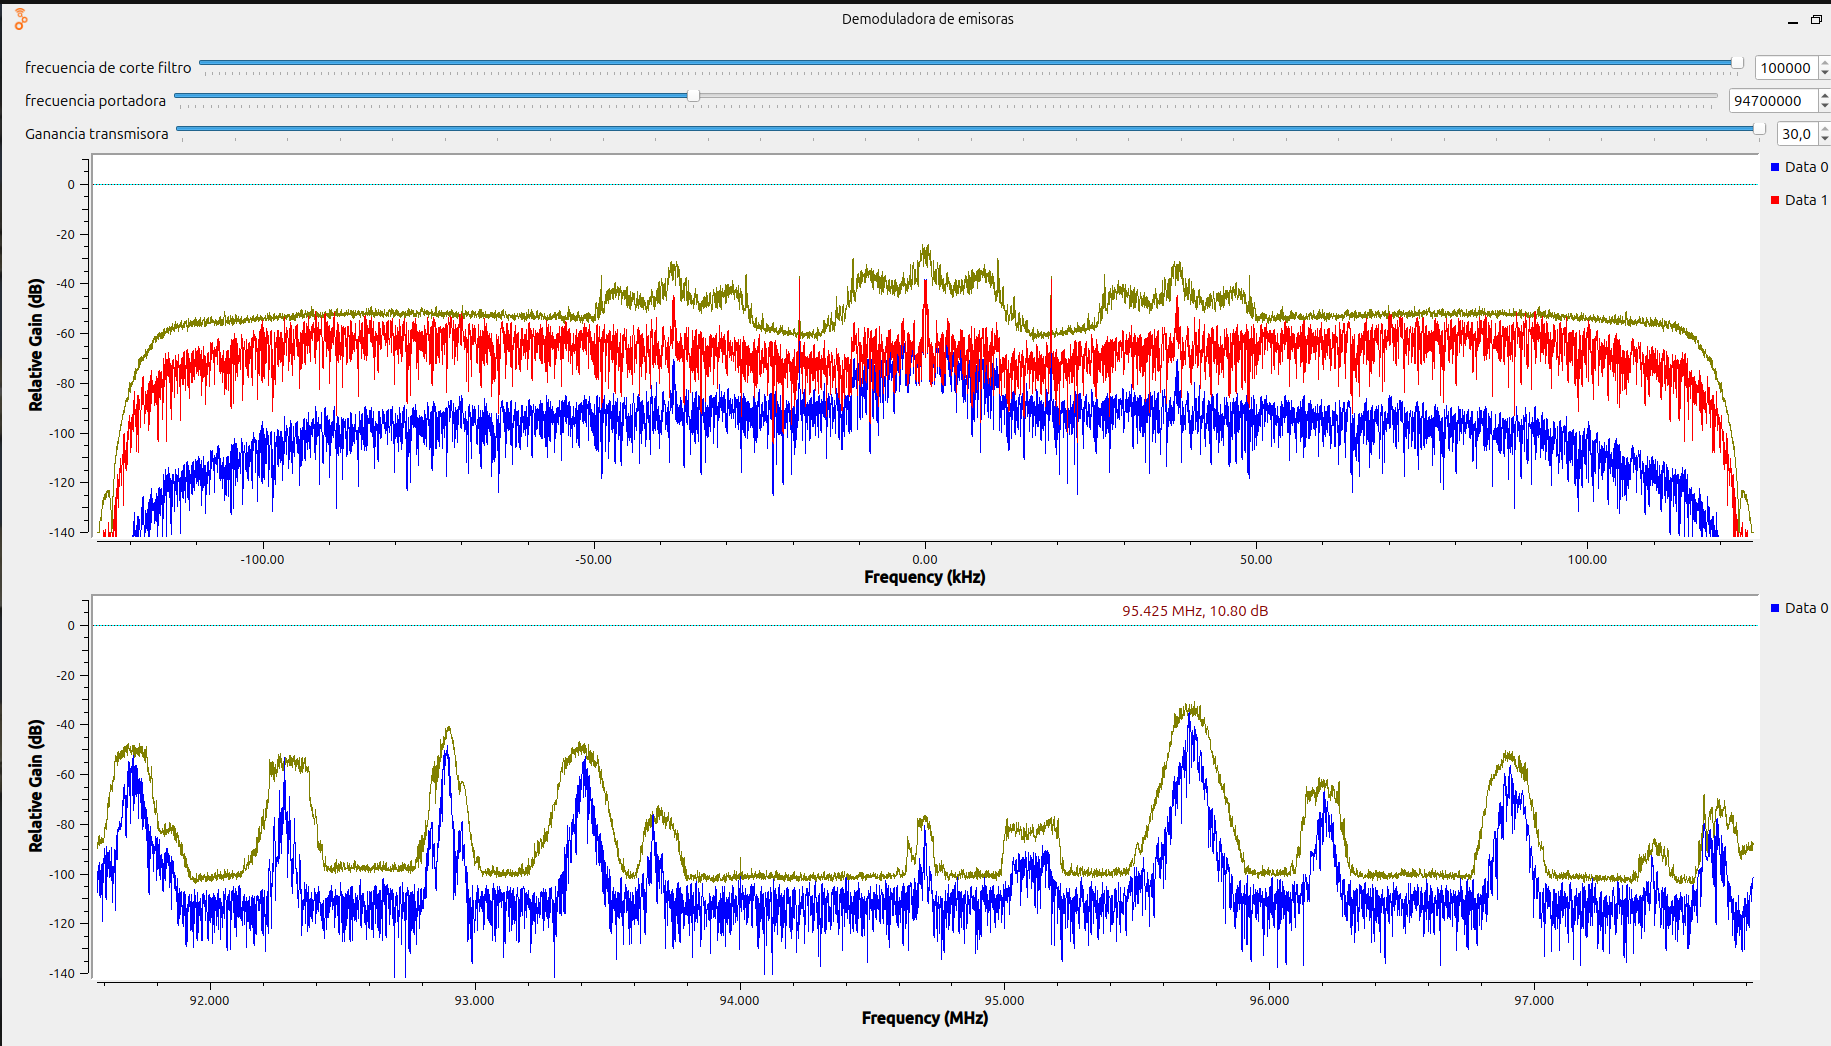 Demoduladora de emisoras
frecuencia de corte filtro 100000
frecuencia portadora 94700000
Ganancia transmisora 30,0
Data 0
Data 1
Relative Gain (dB)
0
-20
-40
-60
-80
-100
-120
-140
-100.00 -50.00 0.00 50.00 100.00
Frequency (kHz)
95.425 MHz, 10.80 dB
Data 0
Relative Gain (dB)
0
-20
-40
-60
-80
-100
-120
-140
92.000 93.000 94.000 95.000 96.000 97.000
Frequency (MHz)